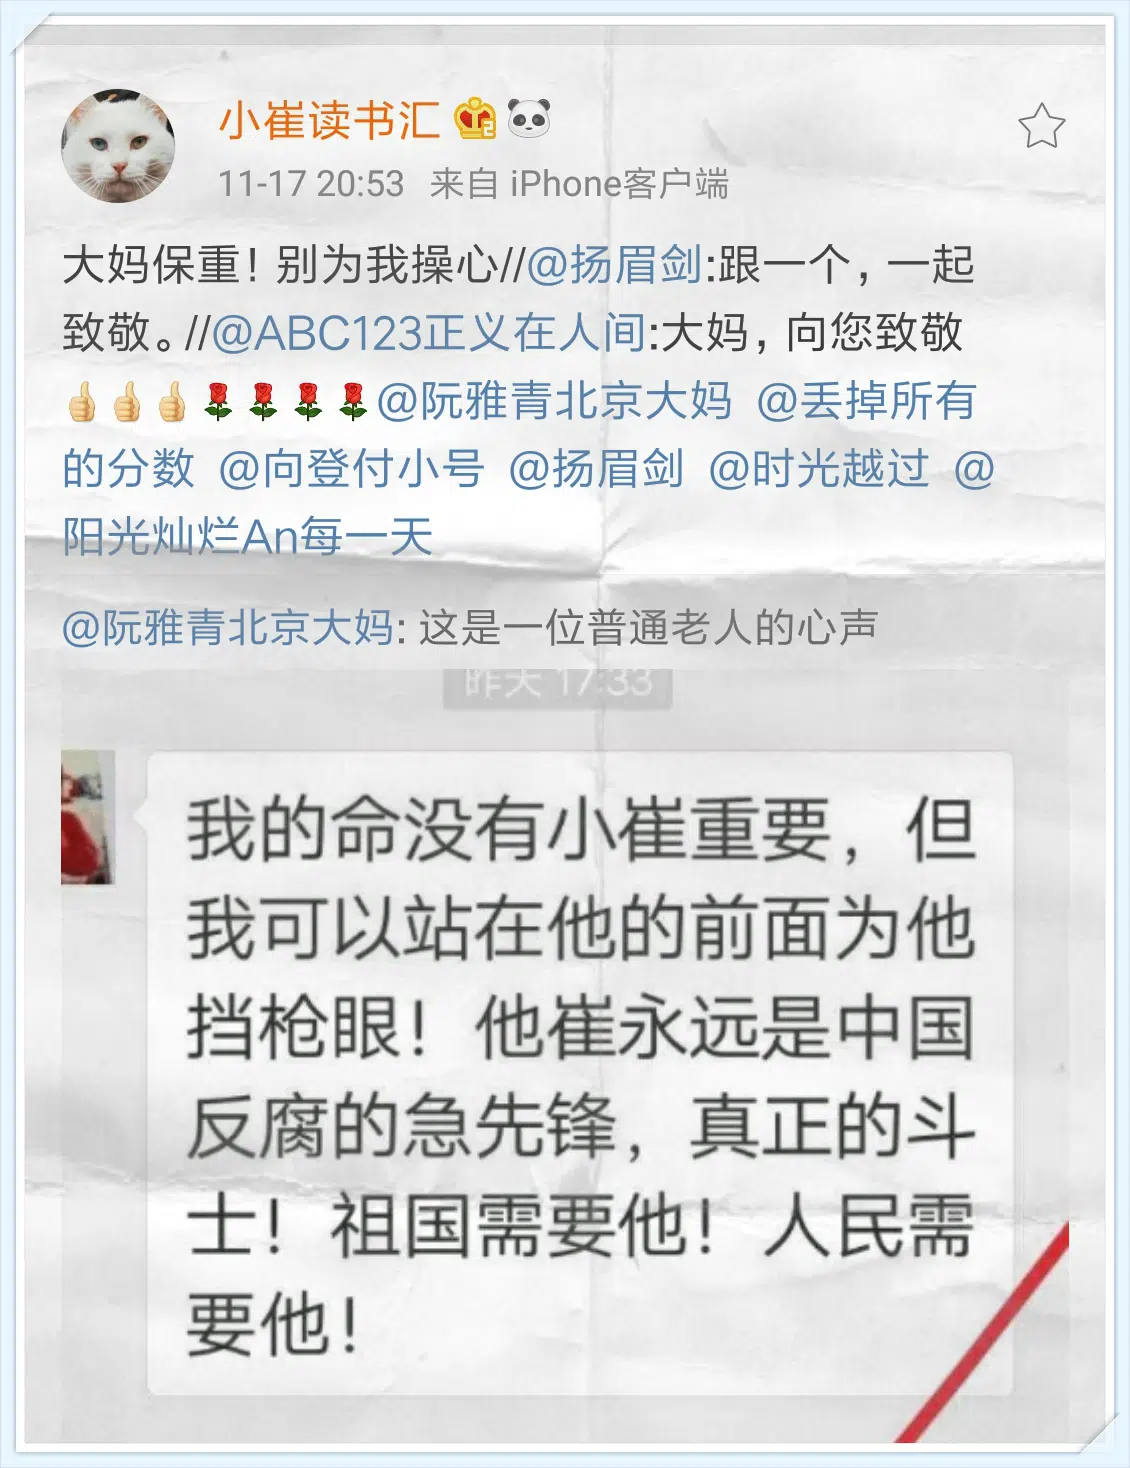 小崔读书汇
11-17 20:53 来自 iPhone客户端
大妈保重！别为我操心//@扬眉剑:跟一个，一起
致敬。//@ABC123正义在人间:大妈，向您致敬
👍👍👍🌹🌹🌹🌹@阮雅青北京大妈 @丢掉所有
的分数 @向登付小号 @扬眉剑 @时光越过 @
阳光灿烂An每一天
@阮雅青北京大妈: 这是一位普通老人的心声
昨天 17:33
我的命没有小崔重要，但
我可以站在他的前面为他
挡枪眼！他崔永远是中国
反腐的急先锋，真正的斗
士！祖国需要他！人民需
要他！